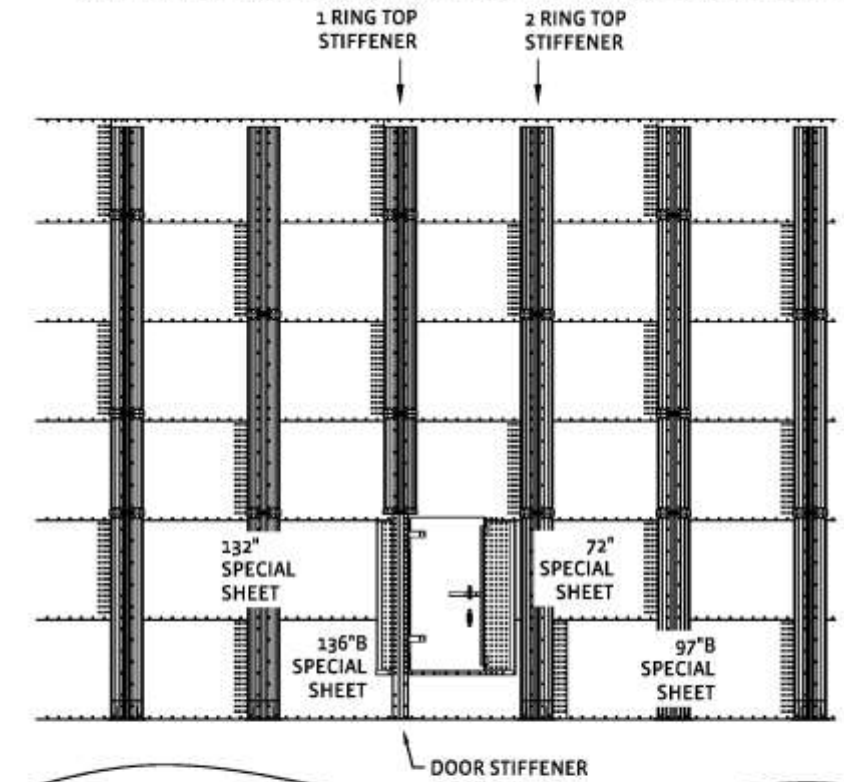 1 RING TOP
STIFFENER
2 RING TOP
STIFFENER
132"
SPECIAL
SHEET
72"
SPECIAL
SHEET
136"B
SPECIAL
SHEET
97"B
SPECIAL
SHEET
DOOR STIFFENER